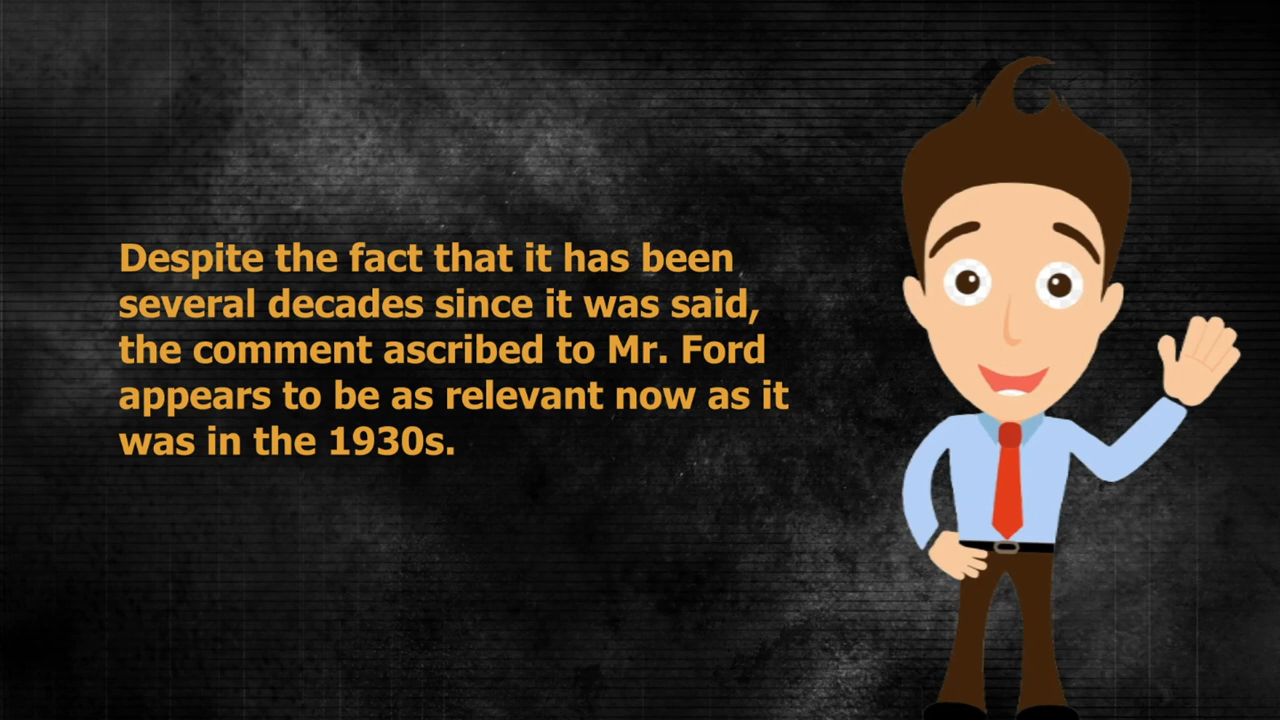 Despite the fact that it has been
several decades since it was said,
the comment ascribed to Mr. Ford
appears to be as relevant now as it
was in the 1930s.